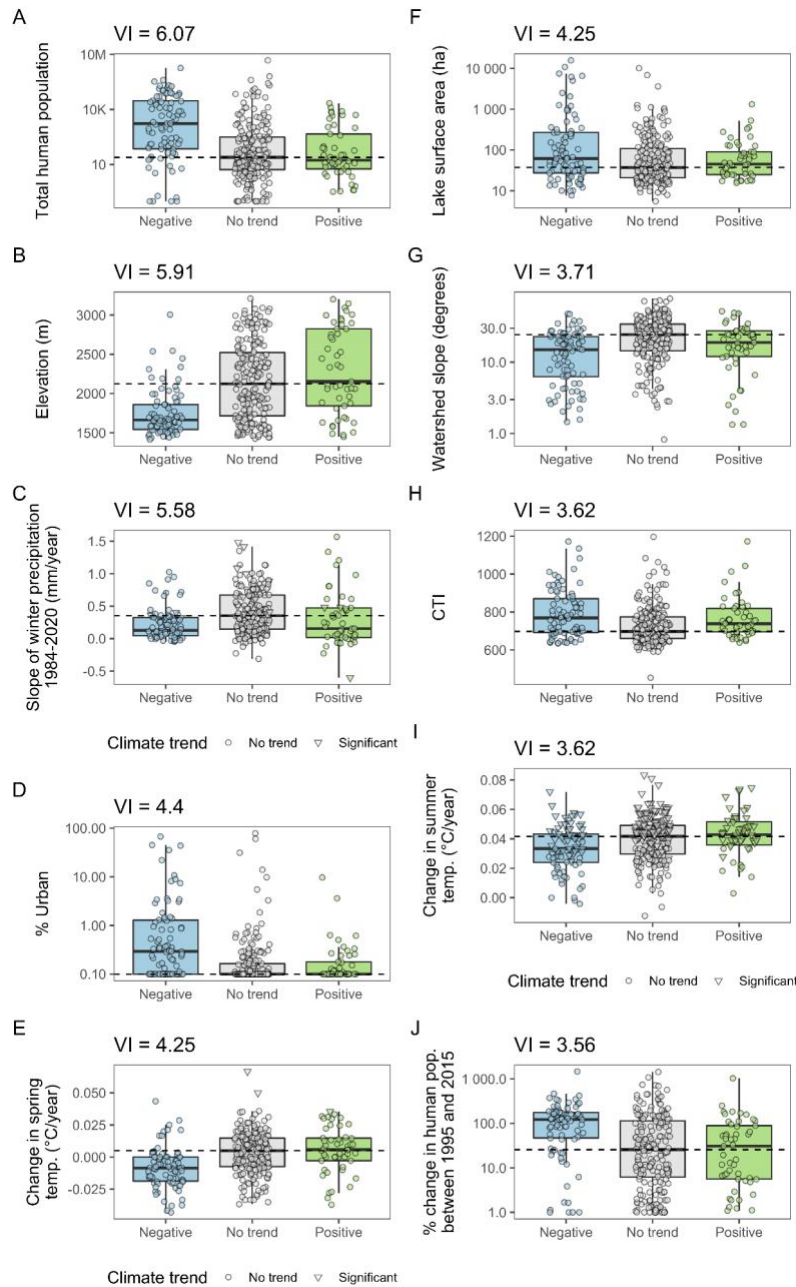 A
VI = 6.07
Total human population
10M
10K
10
Negative
No trend
Positive
B
VI = 5.91
Elevation (m)
3000
2500
2000
1500
Negative
No trend
Positive
C
VI = 5.58
Slope of winter precipitation
1984-2020 (mm/year)
1.5
1.0
0.5
0.0
-0.5
Negative
No trend
Positive
Climate trend
No trend
Significant
D
VI = 4.4
% Urban
100.00
10.00
1.00
0.10
Negative
No trend
Positive
E
VI = 4.25
Change in spring
temp. (°C/year)
0.050
0.025
0.000
-0.025
Negative
No trend
Positive
Climate trend
No trend
Significant
F
VI = 4.25
Lake surface area (ha)
10 000
1 000
100
10
Negative
No trend
Positive
G
VI = 3.71
Watershed slope (degrees)
30.0
10.0
3.0
1.0
Negative
No trend
Positive
H
VI = 3.62
CTI
1200
1000
800
600
Negative
No trend
Positive
I
VI = 3.62
Change in summer
temp. (°C/year)
0.08
0.06
0.04
0.02
0.00
Negative
No trend
Positive
Climate trend
No trend
Significant
J
VI = 3.56
% change in human pop.
between 1995 and 2015
1 000.0
100.0
10.0
1.0
Negative
No trend
Positive